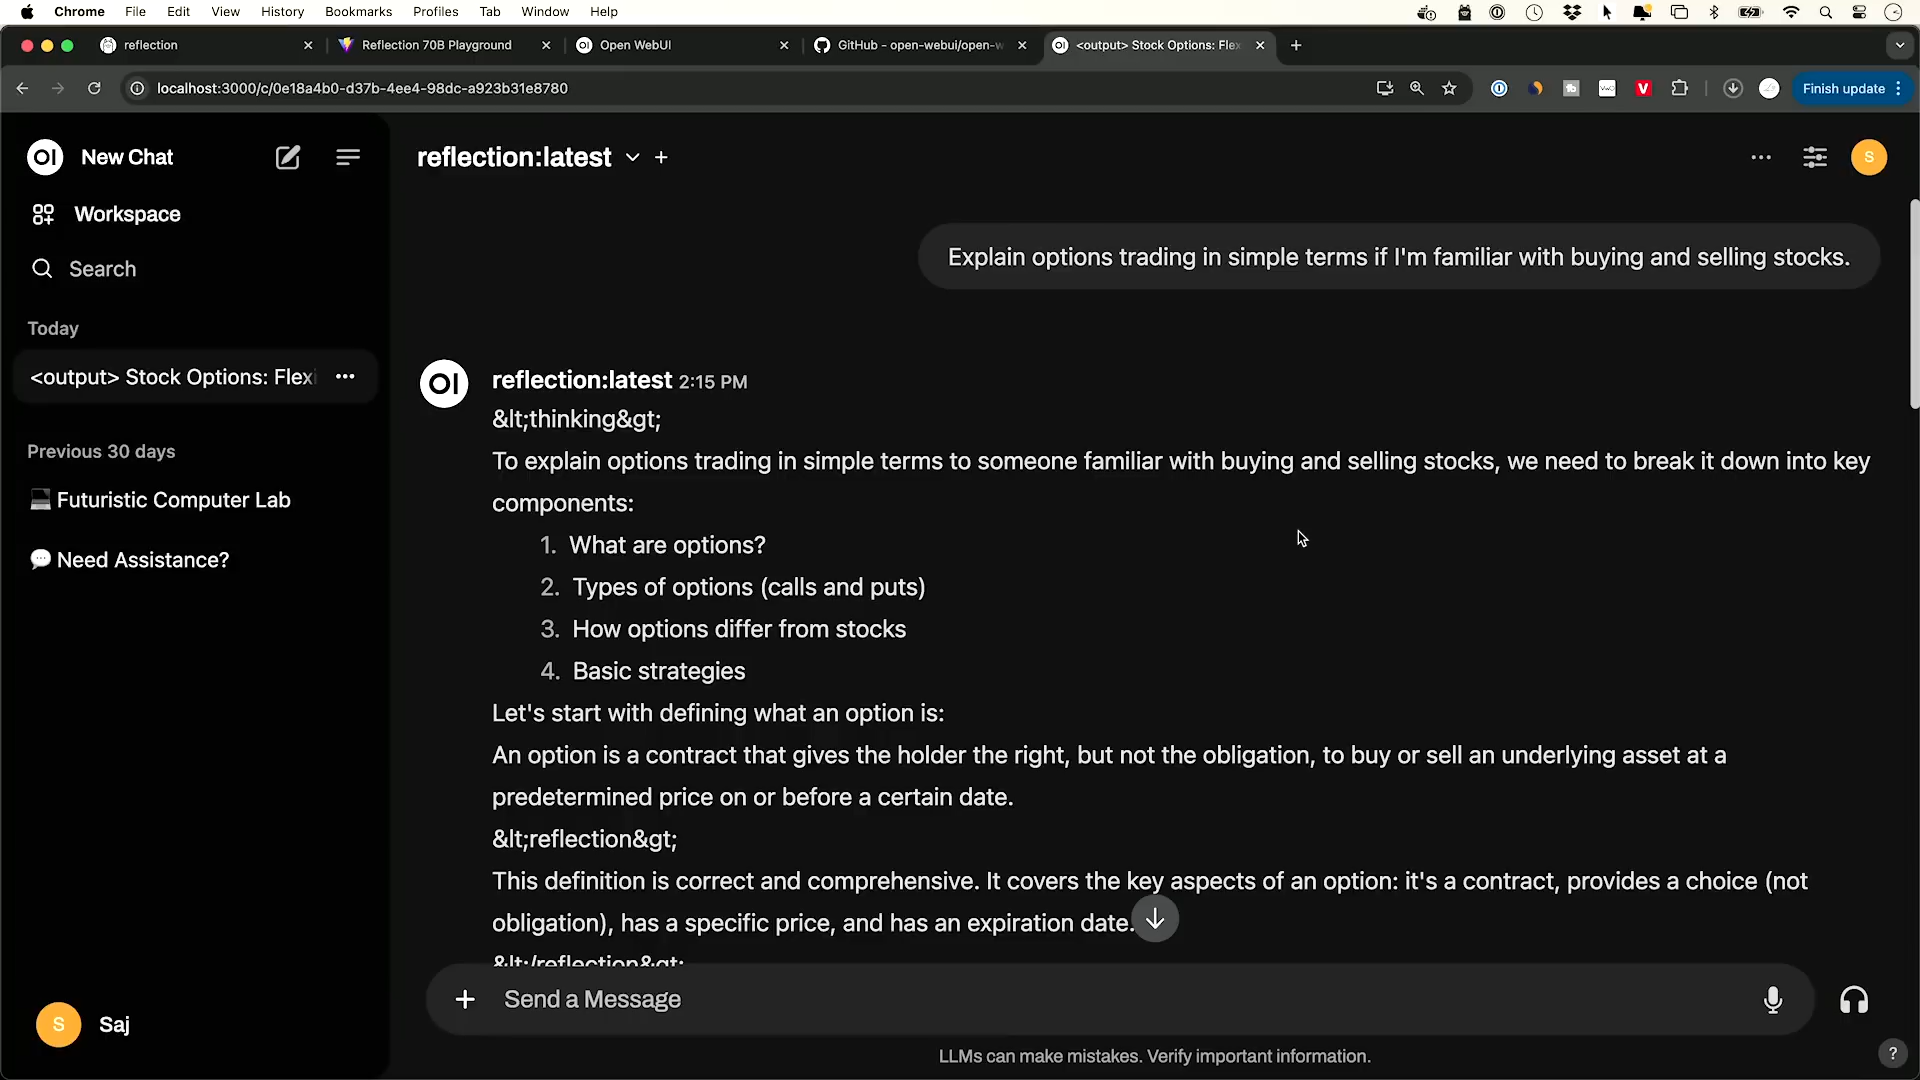 Chrome File Edit View History Bookmarks Profiles Tab Window Help
reflection
Reflection 70B Playground
Open WebUI
GitHub - open-webui/open-w
<output> Stock Options: Flex
localhost:3000/c/0e18a4b0-d37b-4ee4-98dc-a923b31e8780
Finish update
OI New Chat
reflection:latest
S
Workspace
Search
Explain options trading in simple terms if I'm familiar with buying and selling stocks.
Today
<output> Stock Options: Flexi
Previous 30 days
Futuristic Computer Lab
Need Assistance?
OI reflection:latest 2:15 PM
&lt;thinking&gt;
To explain options trading in simple terms to someone familiar with buying and selling stocks, we need to break it down into key
components:
1. What are options?
2. Types of options (calls and puts)
3. How options differ from stocks
4. Basic strategies
Let's start with defining what an option is:
An option is a contract that gives the holder the right, but not the obligation, to buy or sell an underlying asset at a
predetermined price on or before a certain date.
&lt;reflection&gt;
This definition is correct and comprehensive. It covers the key aspects of an option: it's a contract, provides a choice (not
obligation), has a specific price, and has an expiration date.
&lt;/reflection&gt;
Send a Message
S Saj
LLMs can make mistakes. Verify important information.
?